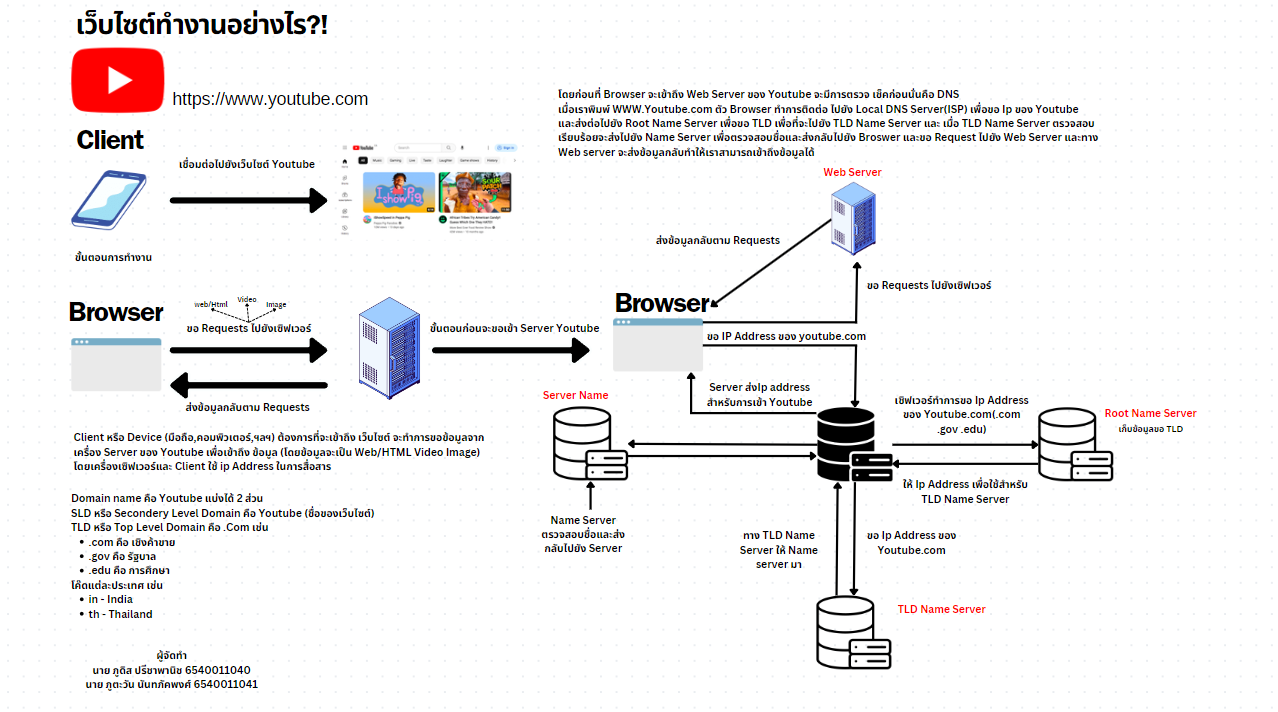 เว็บไซต์ทำงานอย่างไร?!
https://www.youtube.com
Client
เชื่อมต่อไปยังเว็บไซต์ Youtube
YouTube
Search
Sign in
All Music Gaming Live
ขั้นตอนการทำงาน
Browser
web/Html
Video
Image
ขอ Requests ไปยังเซิฟเวอร์
ส่งข้อมูลกลับตาม Requests
ขั้นตอนก่อนจะขอเข้า Server Youtube
Client หรือ Device (มือถือ,คอมพิวเตอร์,ฯลฯ) ต้องการที่จะเข้าถึง เว็บไซต์ จะทำการขอข้อมูลจาก
เครื่อง Server ของ Youtube เพื่อเข้าถึง ข้อมูล (โดยข้อมูลจะเป็น Web/HTML Video Image)
โดยเครื่องเซิฟเวอร์และ Client ใช้ ip Address ในการสื่อสาร
Domain name คือ Youtube แบ่งได้ 2 ส่วน
SLD หรือ Secondery Level Domain คือ Youtube (ชื่อของเว็บไซต์)
TLD หรือ Top Level Domain คือ .Com เช่น
• .com คือ เชิงค้าขาย
• .gov คือ รัฐบาล
• .edu คือ การศึกษา
โค๊ดแต่ละประเทศ เช่น
• in - India
• th - Thailand
ผู้จัดทำ
นาย ภูดิส ปรีชาพานิช 6540011040
นาย ภูตะวัน นันทภัคพงศ์ 6540011041
โดยก่อนที่ Browser จะเข้าถึง Web Server ของ Youtube จะมีการตรวจ เช็คก่อนนั่นคือ DNS
เมื่อเราพิมพ์ WWW.Youtube.com ตัว Browser ทำการติดต่อ ไปยัง Local DNS Server(ISP) เพื่อขอ Ip ของ Youtube
และส่งต่อไปยัง Root Name Server เพื่อขอ TLD เพื่อที่จะไปยัง TLD Name Server และ เมื่อ TLD Name Server ตรวจสอบ
เรียบร้อยจะส่งไปยัง Name Server เพื่อตรวจสอบชื่อและส่งกลับไปยัง Broswer และขอ Request ไปยัง Web Server และทาง
Web server จะส่งข้อมูลกลับทำให้เราสามารถเข้าถึงข้อมูลได้
Web Server
ส่งข้อมูลกลับตาม Requests
ขอ Requests ไปยังเซิฟเวอร์
Browser
ขอ IP Address ของ youtube.com
Server ส่งIp address
สำหรับการเข้า Youtube
Server Name
เซิฟเวอร์ทำการขอ Ip Address
ของ Youtube.com(.com
.gov .edu)
Root Name Server
เก็บข้อมูลของ TLD
ให้ Ip Address เพื่อใช้สำหรับ
TLD Name Server
Name Server
ตรวจสอบชื่อและส่ง
กลับไปยัง Server
ทาง TLD Name
Server ให้ Name
server มา
ขอ Ip Address ของ
Youtube.com
TLD Name Server